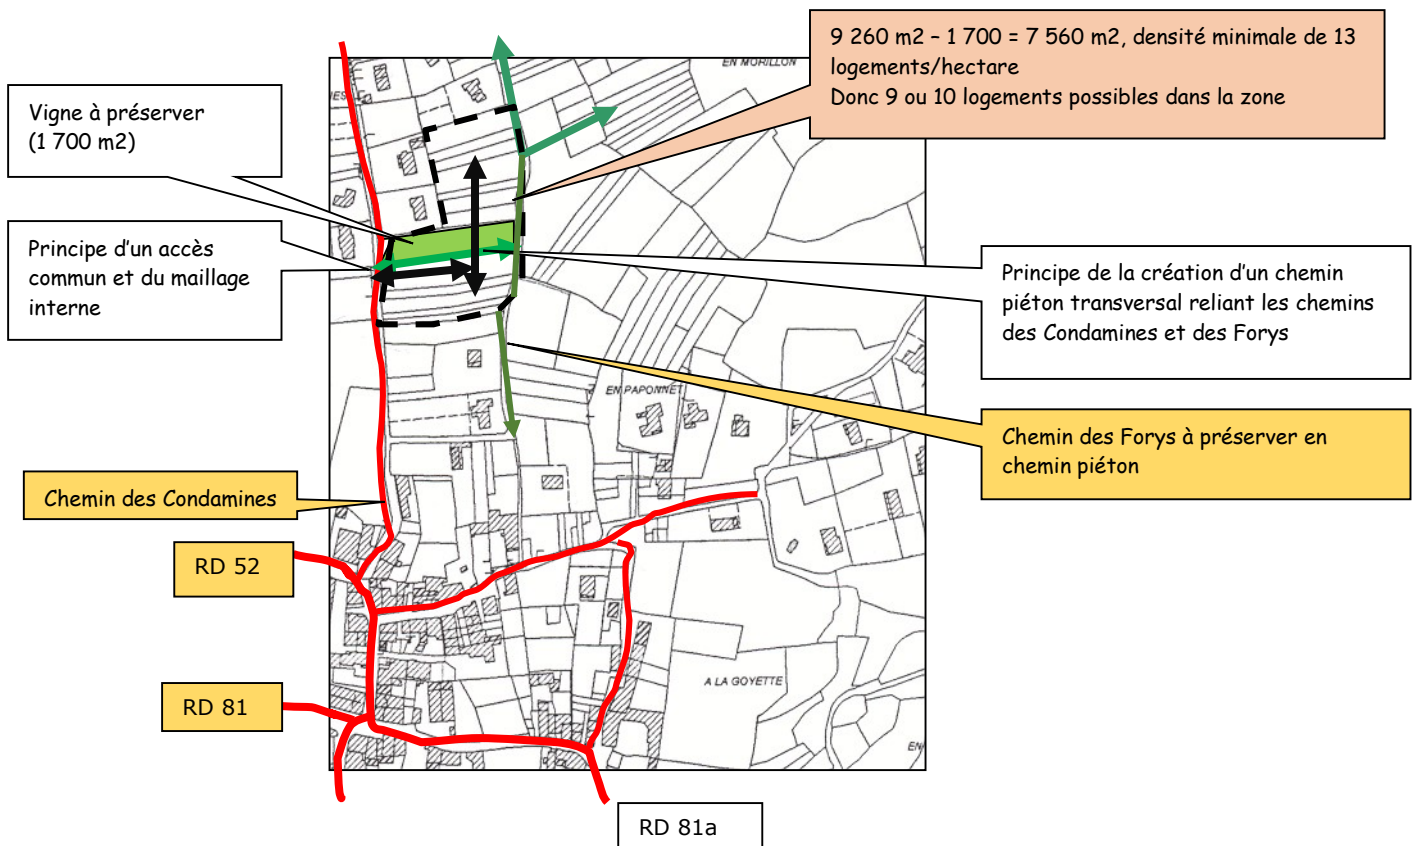 9 260 m2 – 1 700 = 7 560 m2, densité minimale de 13
logements/hectare
Donc 9 ou 10 logements possibles dans la zone
EN MORILLON
Vigne à préserver
(1 700 m2)
Principe d'un accès
commun et du maillage
interne
Principe de la création d'un chemin
piéton transversal reliant les chemins
des Condamines et des Forys
EN PAPONNET
Chemin des Forys à préserver en
chemin piéton
Chemin des Condamines
RD 52
A LA GOYETTE
RD 81
EN
RD 81a